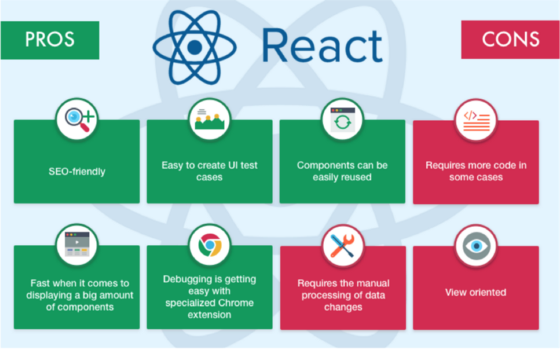 PROS
React
CONS
SEO-friendly
Easy to create UI test
cases
Components can be
easily reused
Requires more code in
some cases
Fast when it comes to
displaying a big amount
of components
Debugging is getting
easy with
specialized Chrome
extension
Requires the manual
processing of data
changes
View oriented